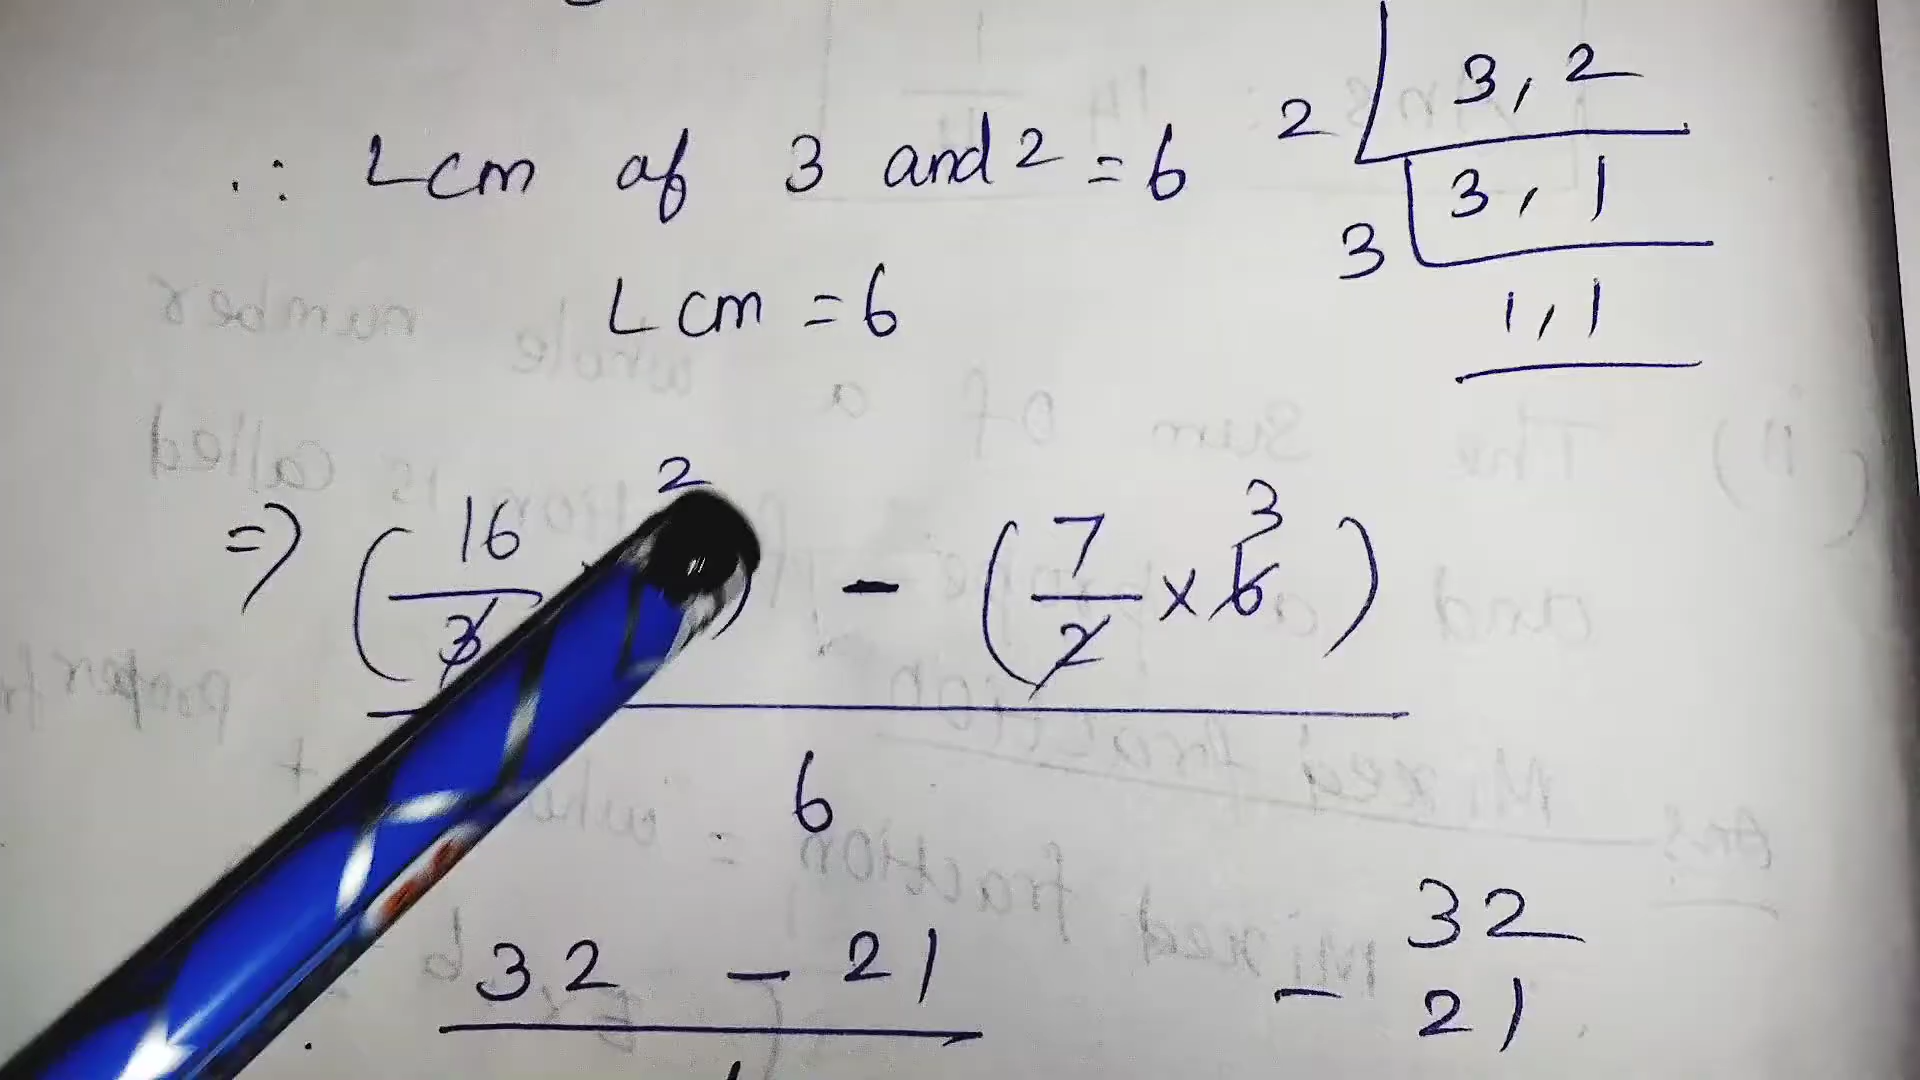 ∴ Lcm of 3 and 2 = 6
2 3, 2
3 3, 1
1, 1
Lcm = 6
2 3
=> ( 16/3 ) - ( 7/2 × 6 )
6
32 - 21
32
- 21